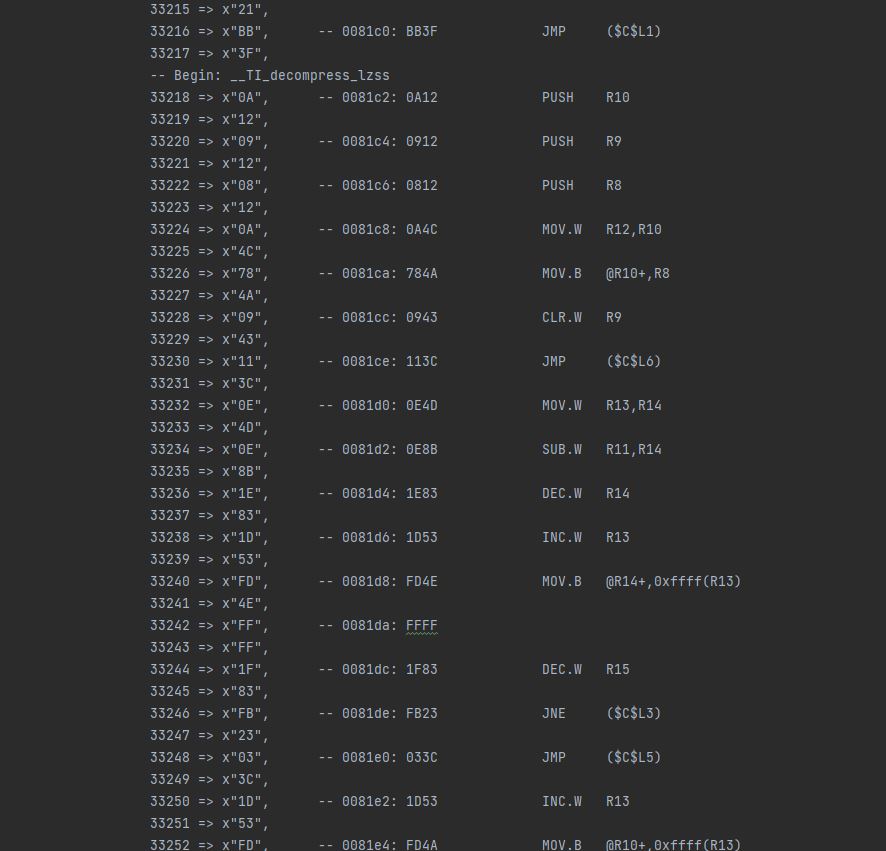 33215 => x"21",
33216 => x"BB",      -- 0081c0: BB3F             JMP     ($C$L1)
33217 => x"3F",
-- Begin: __TI_decompress_lzss
33218 => x"0A",      -- 0081c2: 0A12             PUSH    R10
33219 => x"12",
33220 => x"09",      -- 0081c4: 0912             PUSH    R9
33221 => x"12",
33222 => x"08",      -- 0081c6: 0812             PUSH    R8
33223 => x"12",
33224 => x"0A",      -- 0081c8: 0A4C             MOV.W   R12,R10
33225 => x"4C",
33226 => x"78",      -- 0081ca: 784A             MOV.B   @R10+,R8
33227 => x"4A",
33228 => x"09",      -- 0081cc: 0943             CLR.W   R9
33229 => x"43",
33230 => x"11",      -- 0081ce: 113C             JMP     ($C$L6)
33231 => x"3C",
33232 => x"0E",      -- 0081d0: 0E4D             MOV.W   R13,R14
33233 => x"4D",
33234 => x"0E",      -- 0081d2: 0E8B             SUB.W   R11,R14
33235 => x"8B",
33236 => x"1E",      -- 0081d4: 1E83             DEC.W   R14
33237 => x"83",
33238 => x"1D",      -- 0081d6: 1D53             INC.W   R13
33239 => x"53",
33240 => x"FD",      -- 0081d8: FD4E             MOV.B   @R14+,0xffff(R13)
33241 => x"4E",
33242 => x"FF",      -- 0081da: FFFF
33243 => x"FF",
33244 => x"1F",      -- 0081dc: 1F83             DEC.W   R15
33245 => x"83",
33246 => x"FB",      -- 0081de: FB23             JNE     ($C$L3)
33247 => x"23",
33248 => x"03",      -- 0081e0: 033C             JMP     ($C$L5)
33249 => x"3C",
33250 => x"1D",      -- 0081e2: 1D53             INC.W   R13
33251 => x"53",
33252 => x"FD",      -- 0081e4: FD4A             MOV.B   @R10+,0xffff(R13)